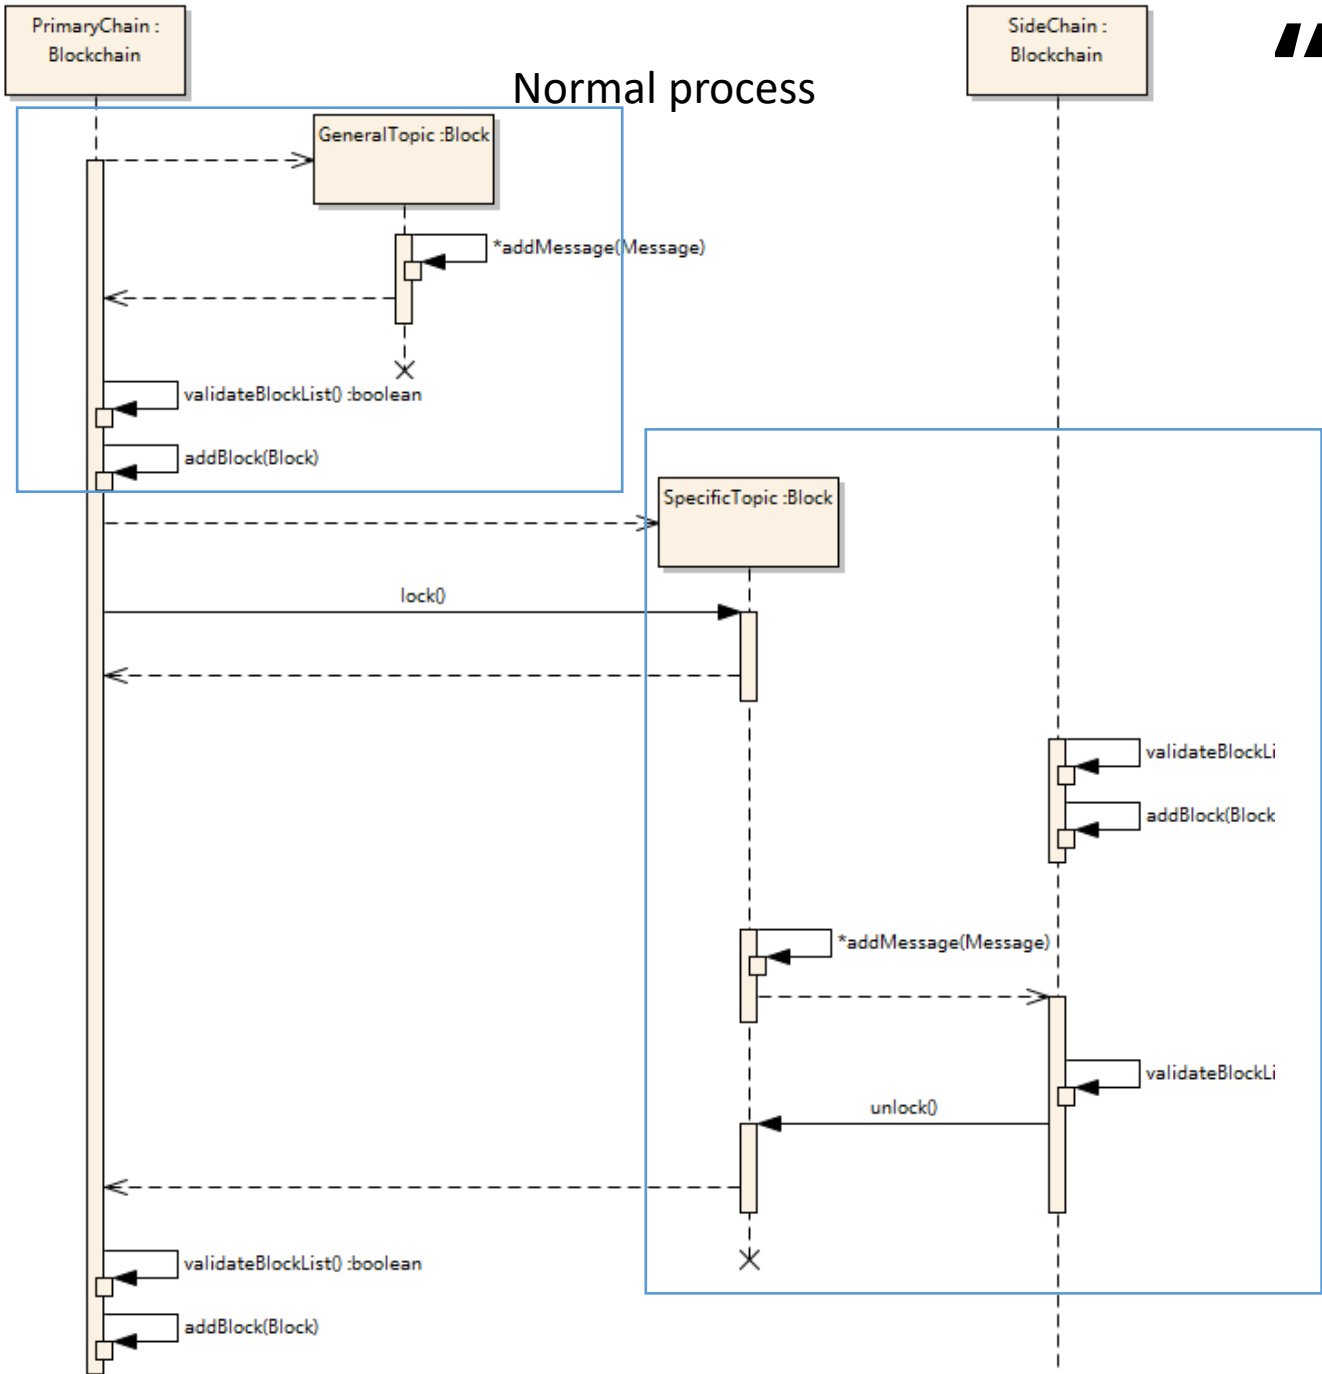 PrimaryChain :
Blockchain
SideChain :
Blockchain
“
Normal process
GeneralTopic :Block
*addMessage(Message)
validateBlockList() :boolean
addBlock(Block)
SpecificTopic :Block
lock()
validateBlockLi
addBlock(Block
*addMessage(Message)
validateBlockLi
unlock()
validateBlockList() :boolean
addBlock(Block)